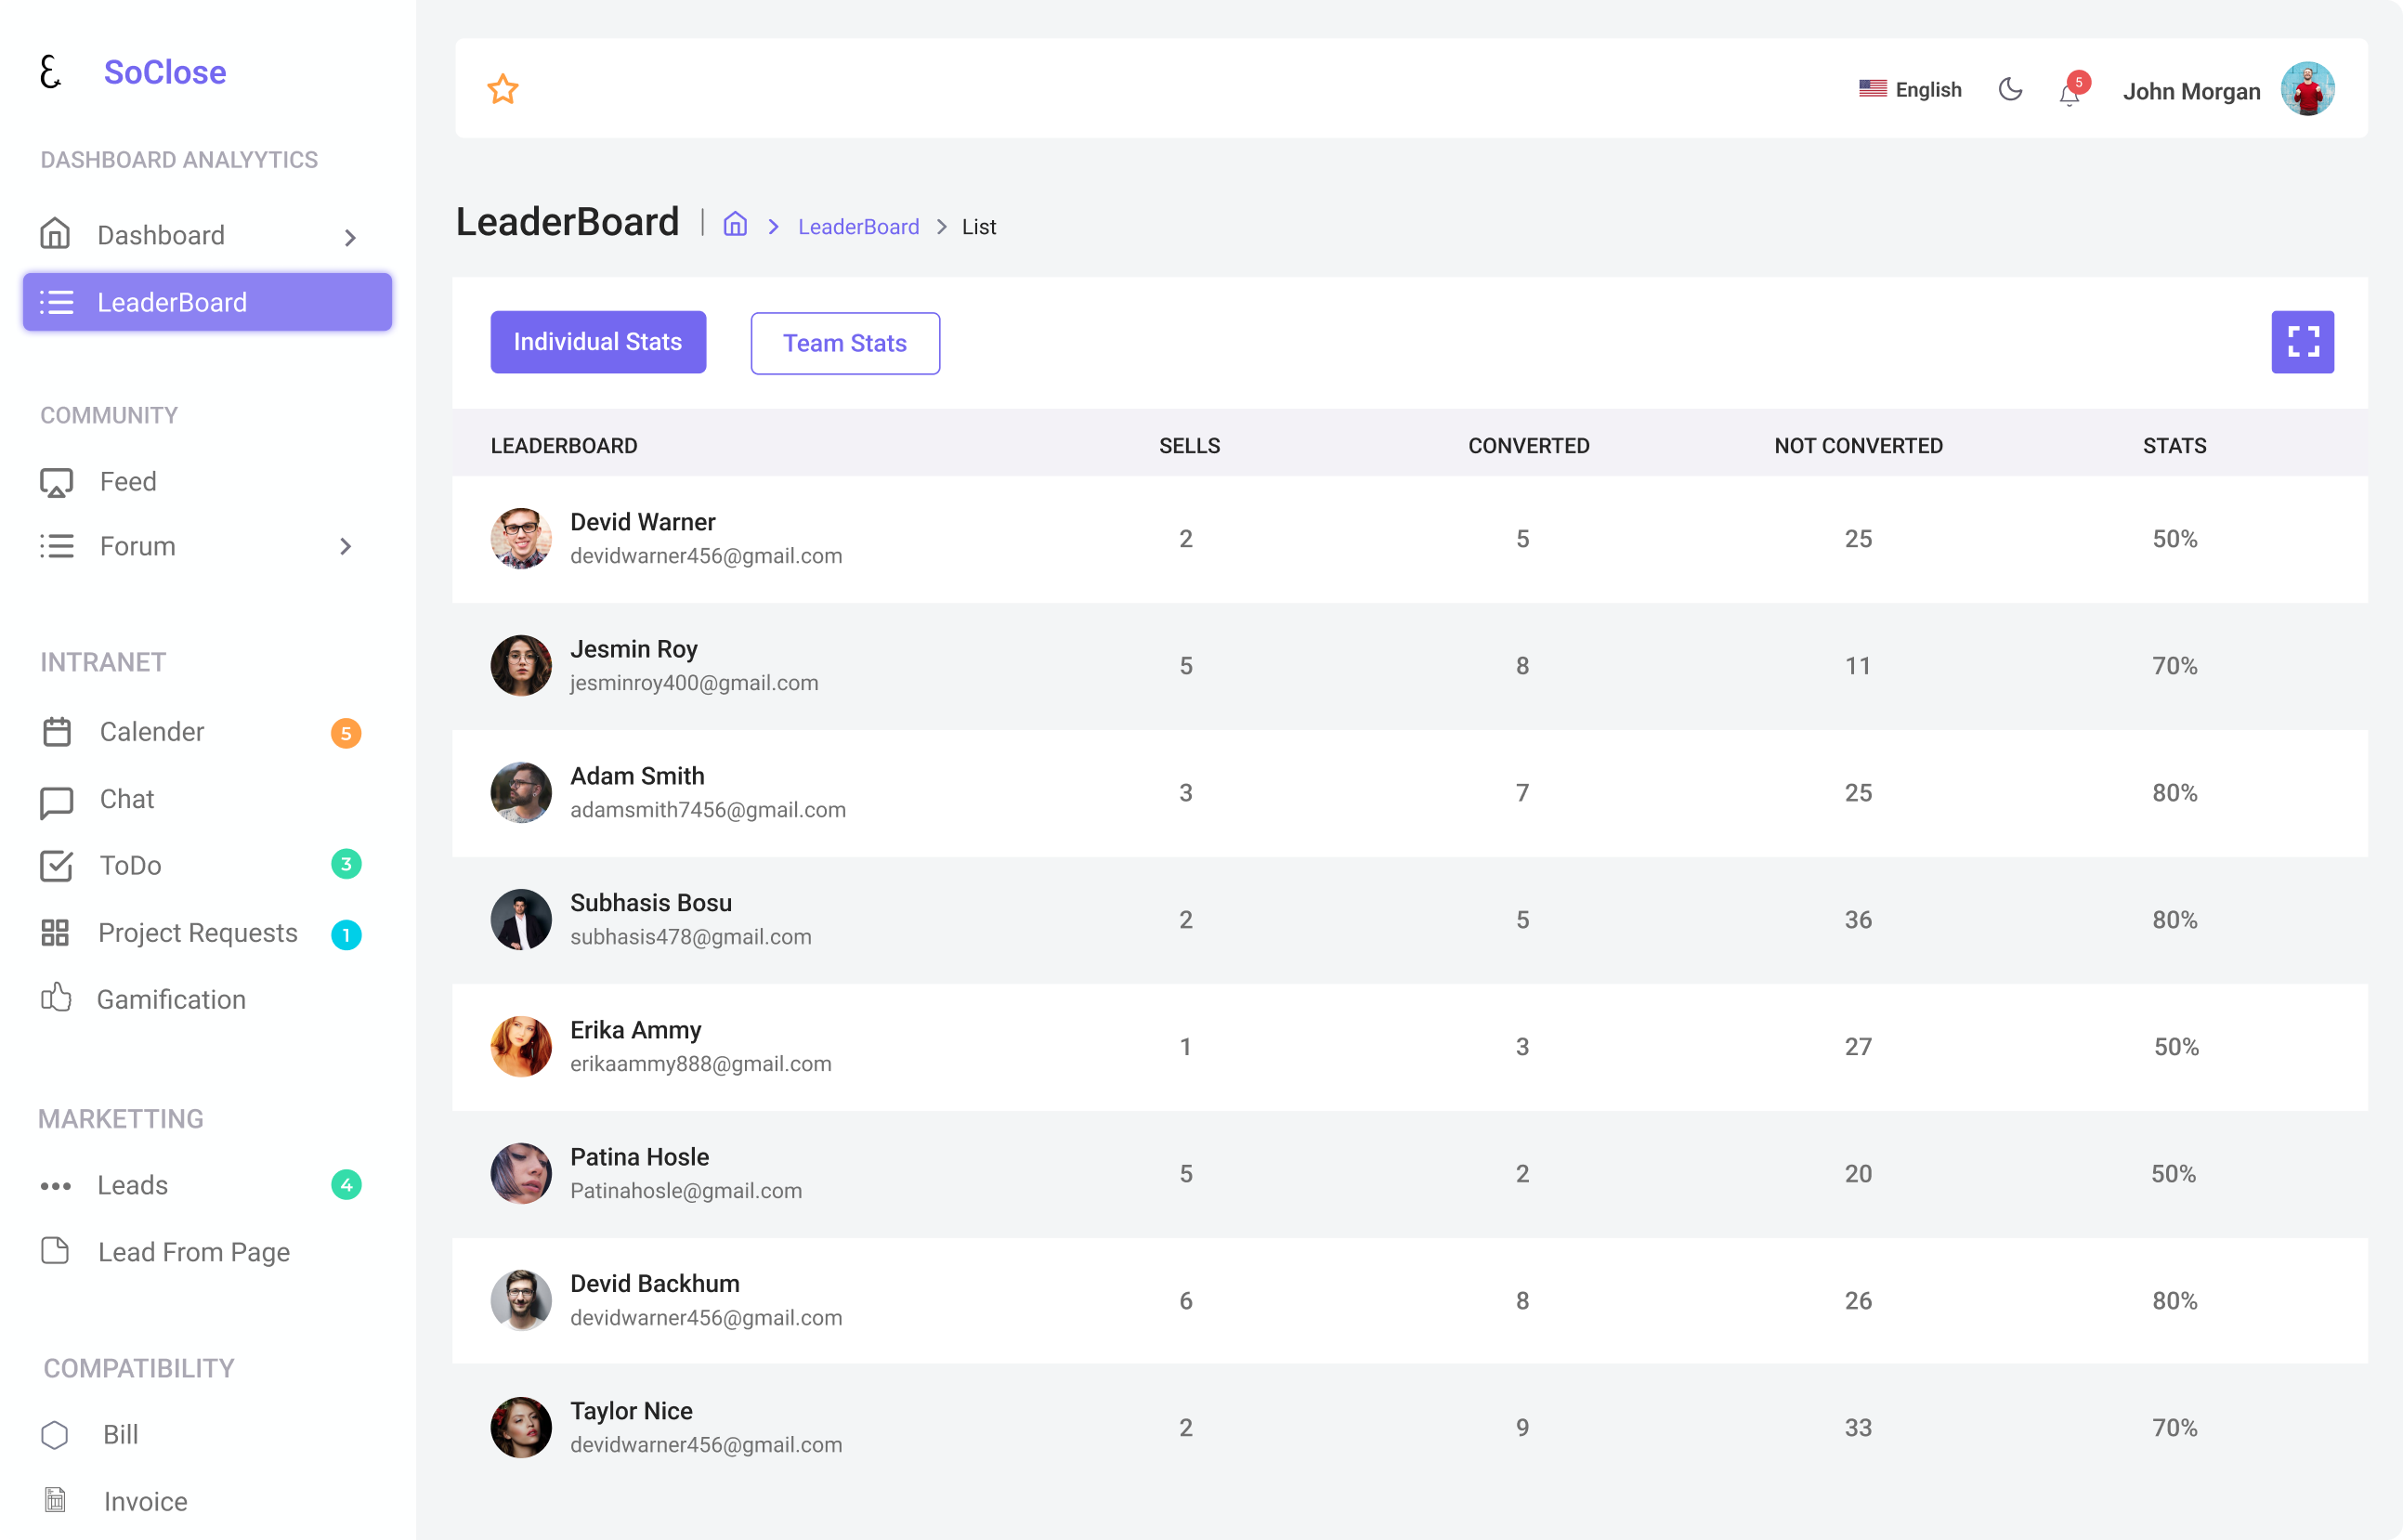 SoClose
DASHBOARD ANALYYTICS
Dashboard
LeaderBoard
COMMUNITY
Feed
Forum
INTRANET
Calender 5
Chat
ToDo 3
Project Requests 1
Gamification
MARKETTING
Leads 4
Lead From Page
COMPATIBILITY
Bill
Invoice
English 5 John Morgan
LeaderBoard | LeaderBoard List
Individual Stats Team Stats
LEADERBOARD SELLS CONVERTED NOT CONVERTED STATS
Devid Warner
devidwarner456@gmail.com
2 5 25 50%
Jesmin Roy
jesminroy400@gmail.com
5 8 11 70%
Adam Smith
adamsmith7456@gmail.com
3 7 25 80%
Subhasis Bosu
subhasis478@gmail.com
2 5 36 80%
Erika Ammy
erikaammy888@gmail.com
1 3 27 50%
Patina Hosle
Patinahosle@gmail.com
5 2 20 50%
Devid Backhum
devidwarner456@gmail.com
6 8 26 80%
Taylor Nice
devidwarner456@gmail.com
2 9 33 70%